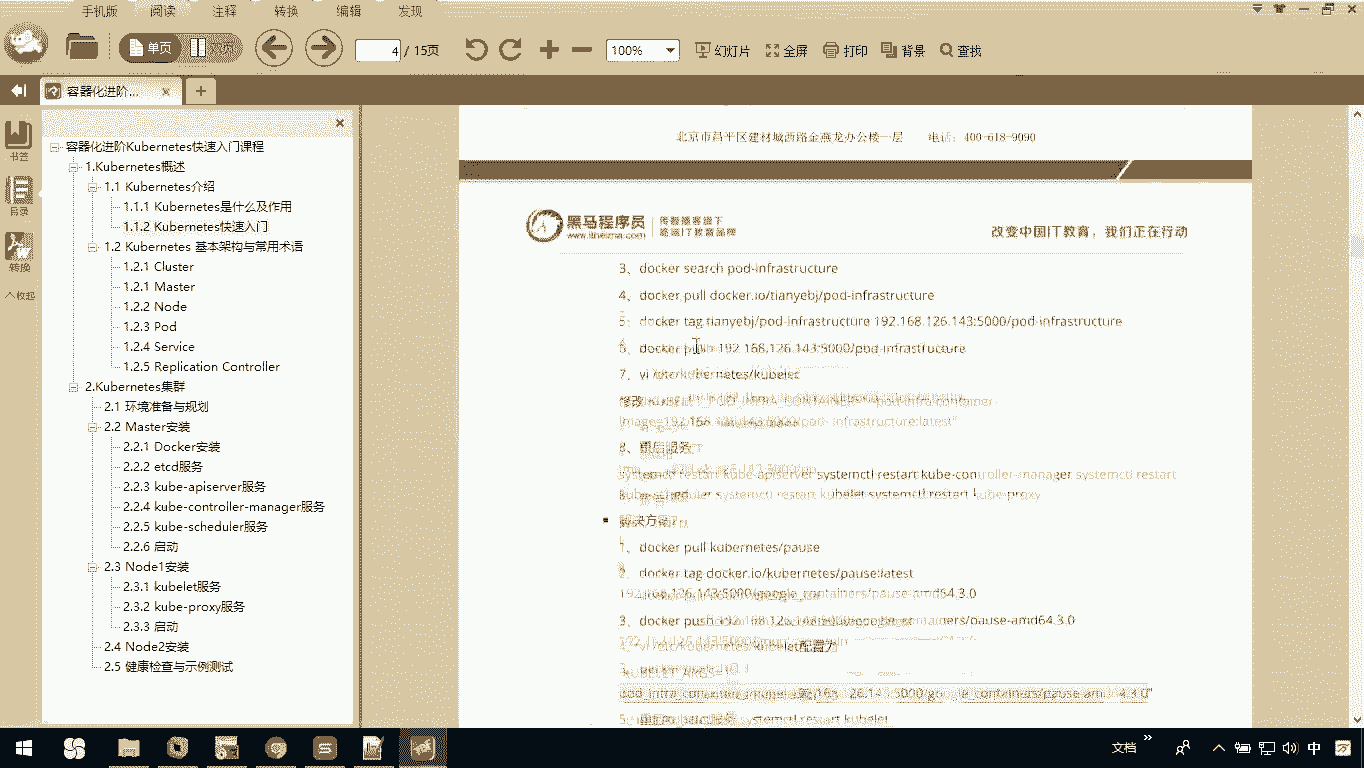 手机版 阅读 注释 转换 编辑 发现
单页 双页 4 / 15页 100% 幻灯片 全屏 打印 背景 查找
容器化进阶...
书签
目录
转换
收起
容器化进阶Kubernetes快速入门课程
1.Kubernetes概述
1.1 Kubernetes介绍
1.1.1 Kubernetes是什么及作用
1.1.2 Kubernetes快速入门
1.2 Kubernetes 基本架构与常用术语
1.2.1 Cluster
1.2.1 Master
1.2.2 Node
1.2.3 Pod
1.2.4 Service
1.2.5 Replication Controller
2.Kubernetes集群
2.1 环境准备与规划
2.2 Master安装
2.2.1 Docker安装
2.2.2 etcd服务
2.2.3 kube-apiserver服务
2.2.4 kube-controller-manager服务
2.2.5 kube-scheduler服务
2.2.6 启动
2.3 Node1安装
2.3.1 kubelet服务
2.3.2 kube-proxy服务
2.3.3 启动
2.4 Node2安装
2.5 健康检查与示例测试
北京市昌平区建材城西路金燕龙办公楼一层 电话：400-618-9090
黑马程序员
www.itheima.com
传智播客旗下
高端IT教育品牌
改变中国IT教育，我们正在行动
3、docker search pod-infrastructure
4、docker pull docker.io/tianyebj/pod-infrastructure
5、docker tag tianyebj/pod-infrastructure 192.168.126.143:5000/pod-infrastructure
6、docker push 192.168.126.143:5000/pod-infrastructure
7、vi /etc/kubernetes/kubelet
修改
image=192.168.126.143:5000/pod-infrastructure:latest"
8、重启服务
systemctl restart kube-apiserver systemctl restart kube-controller-manager systemctl restart
kube-scheduler systemctl restart kubelet systemctl restart kube-proxy
解决方案2
1、docker pull kubernetes/pause
2、docker tag docker.io/kubernetes/pause:latest
192.168.126.143:5000/google_containers/pause-amd64.3.0
3、docker push 192.168.126.143:5000/google_containers/pause-amd64.3.0
4、vi /etc/kubernetes/kubelet配置为
KUBELET_ARGS=
pod_infra_container_image=192.168.126.143:5000/google_containers/pause-amd64.3.0"
5、systemctl restart kubelet
文档 中